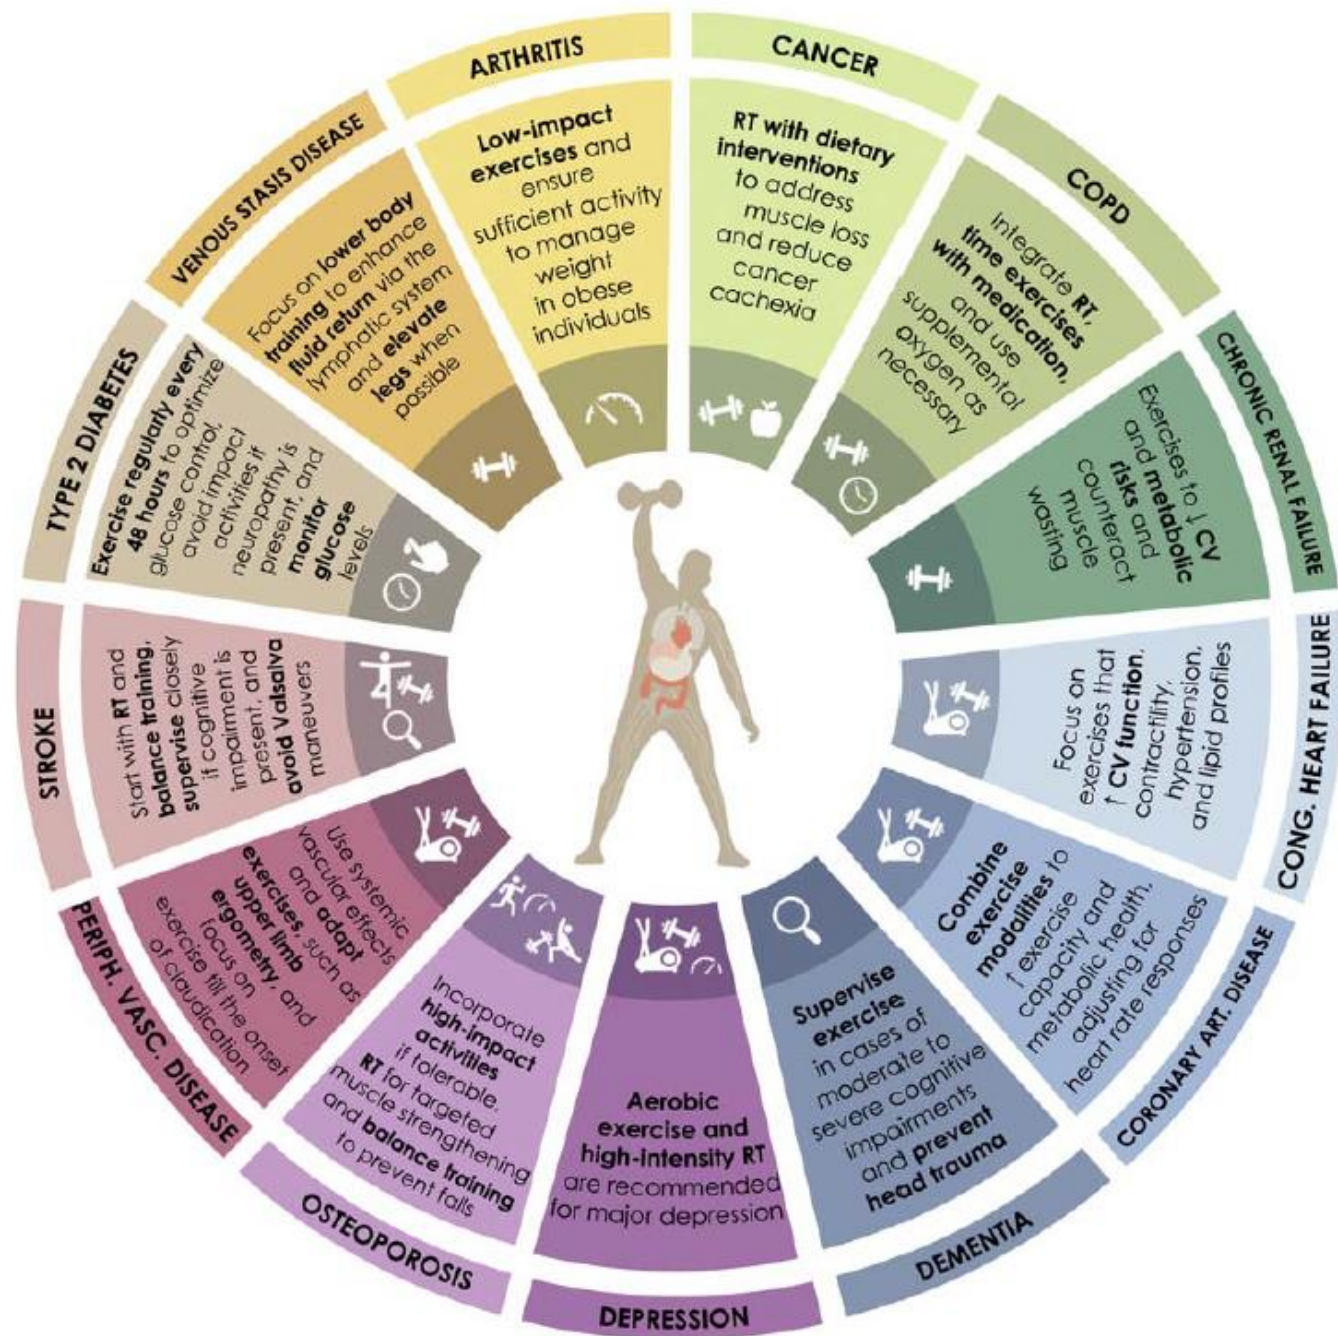 ARTHRITIS
Low-impact
exercises and
ensure
sufficient activity
to manage
weight
in obese
individuals
CANCER
RT with dietary
interventions
to address
muscle loss
and reduce
cancer
cachexia
COPD
Integrate RT,
time exercises
with medication,
and use
supplemental
oxygen as
necessary
CHRONIC RENAL FAILURE
Exercises to ↓ CV
and metabolic
risks and
counteract
muscle
wasting
CONG. HEART FAILURE
Focus on
exercises that
↑ CV function,
contractility,
hypertension,
and lipid profiles
CORONARY ART. DISEASE
Combine
exercise
modalities to
↑ exercise
capacity and
metabolic health,
adjusting for
heart rate responses
DEMENTIA
Supervise
exercise
in cases of
moderate to
severe cognitive
impairments
and prevent
head trauma
DEPRESSION
Aerobic
exercise and
high-intensity RT
are recommended
for major depression
OSTEOPOROSIS
Incorporate
high-impact
activities
if tolerable,
RT for targeted
muscle strengthening
and balance training
to prevent falls
PERIPH. VASC. DISEASE
Use systemic
vascular effects
and adapt
exercises, such as
upper limb
ergometry, and
focus on
exercise till the onset
of claudication
STROKE
Start with RT and
balance training,
supervise closely
if cognitive
impairment is
present, and
avoid Valsalva
maneuvers
TYPE 2 DIABETES
Exercise regularly every
48 hours to optimize
glucose control,
avoid impact
activities if
neuropathy is
present, and
monitor
glucose
levels
VENOUS STASIS DISEASE
Focus on lower body
training to enhance
fluid return via the
lymphatic system
and elevate
legs when
possible